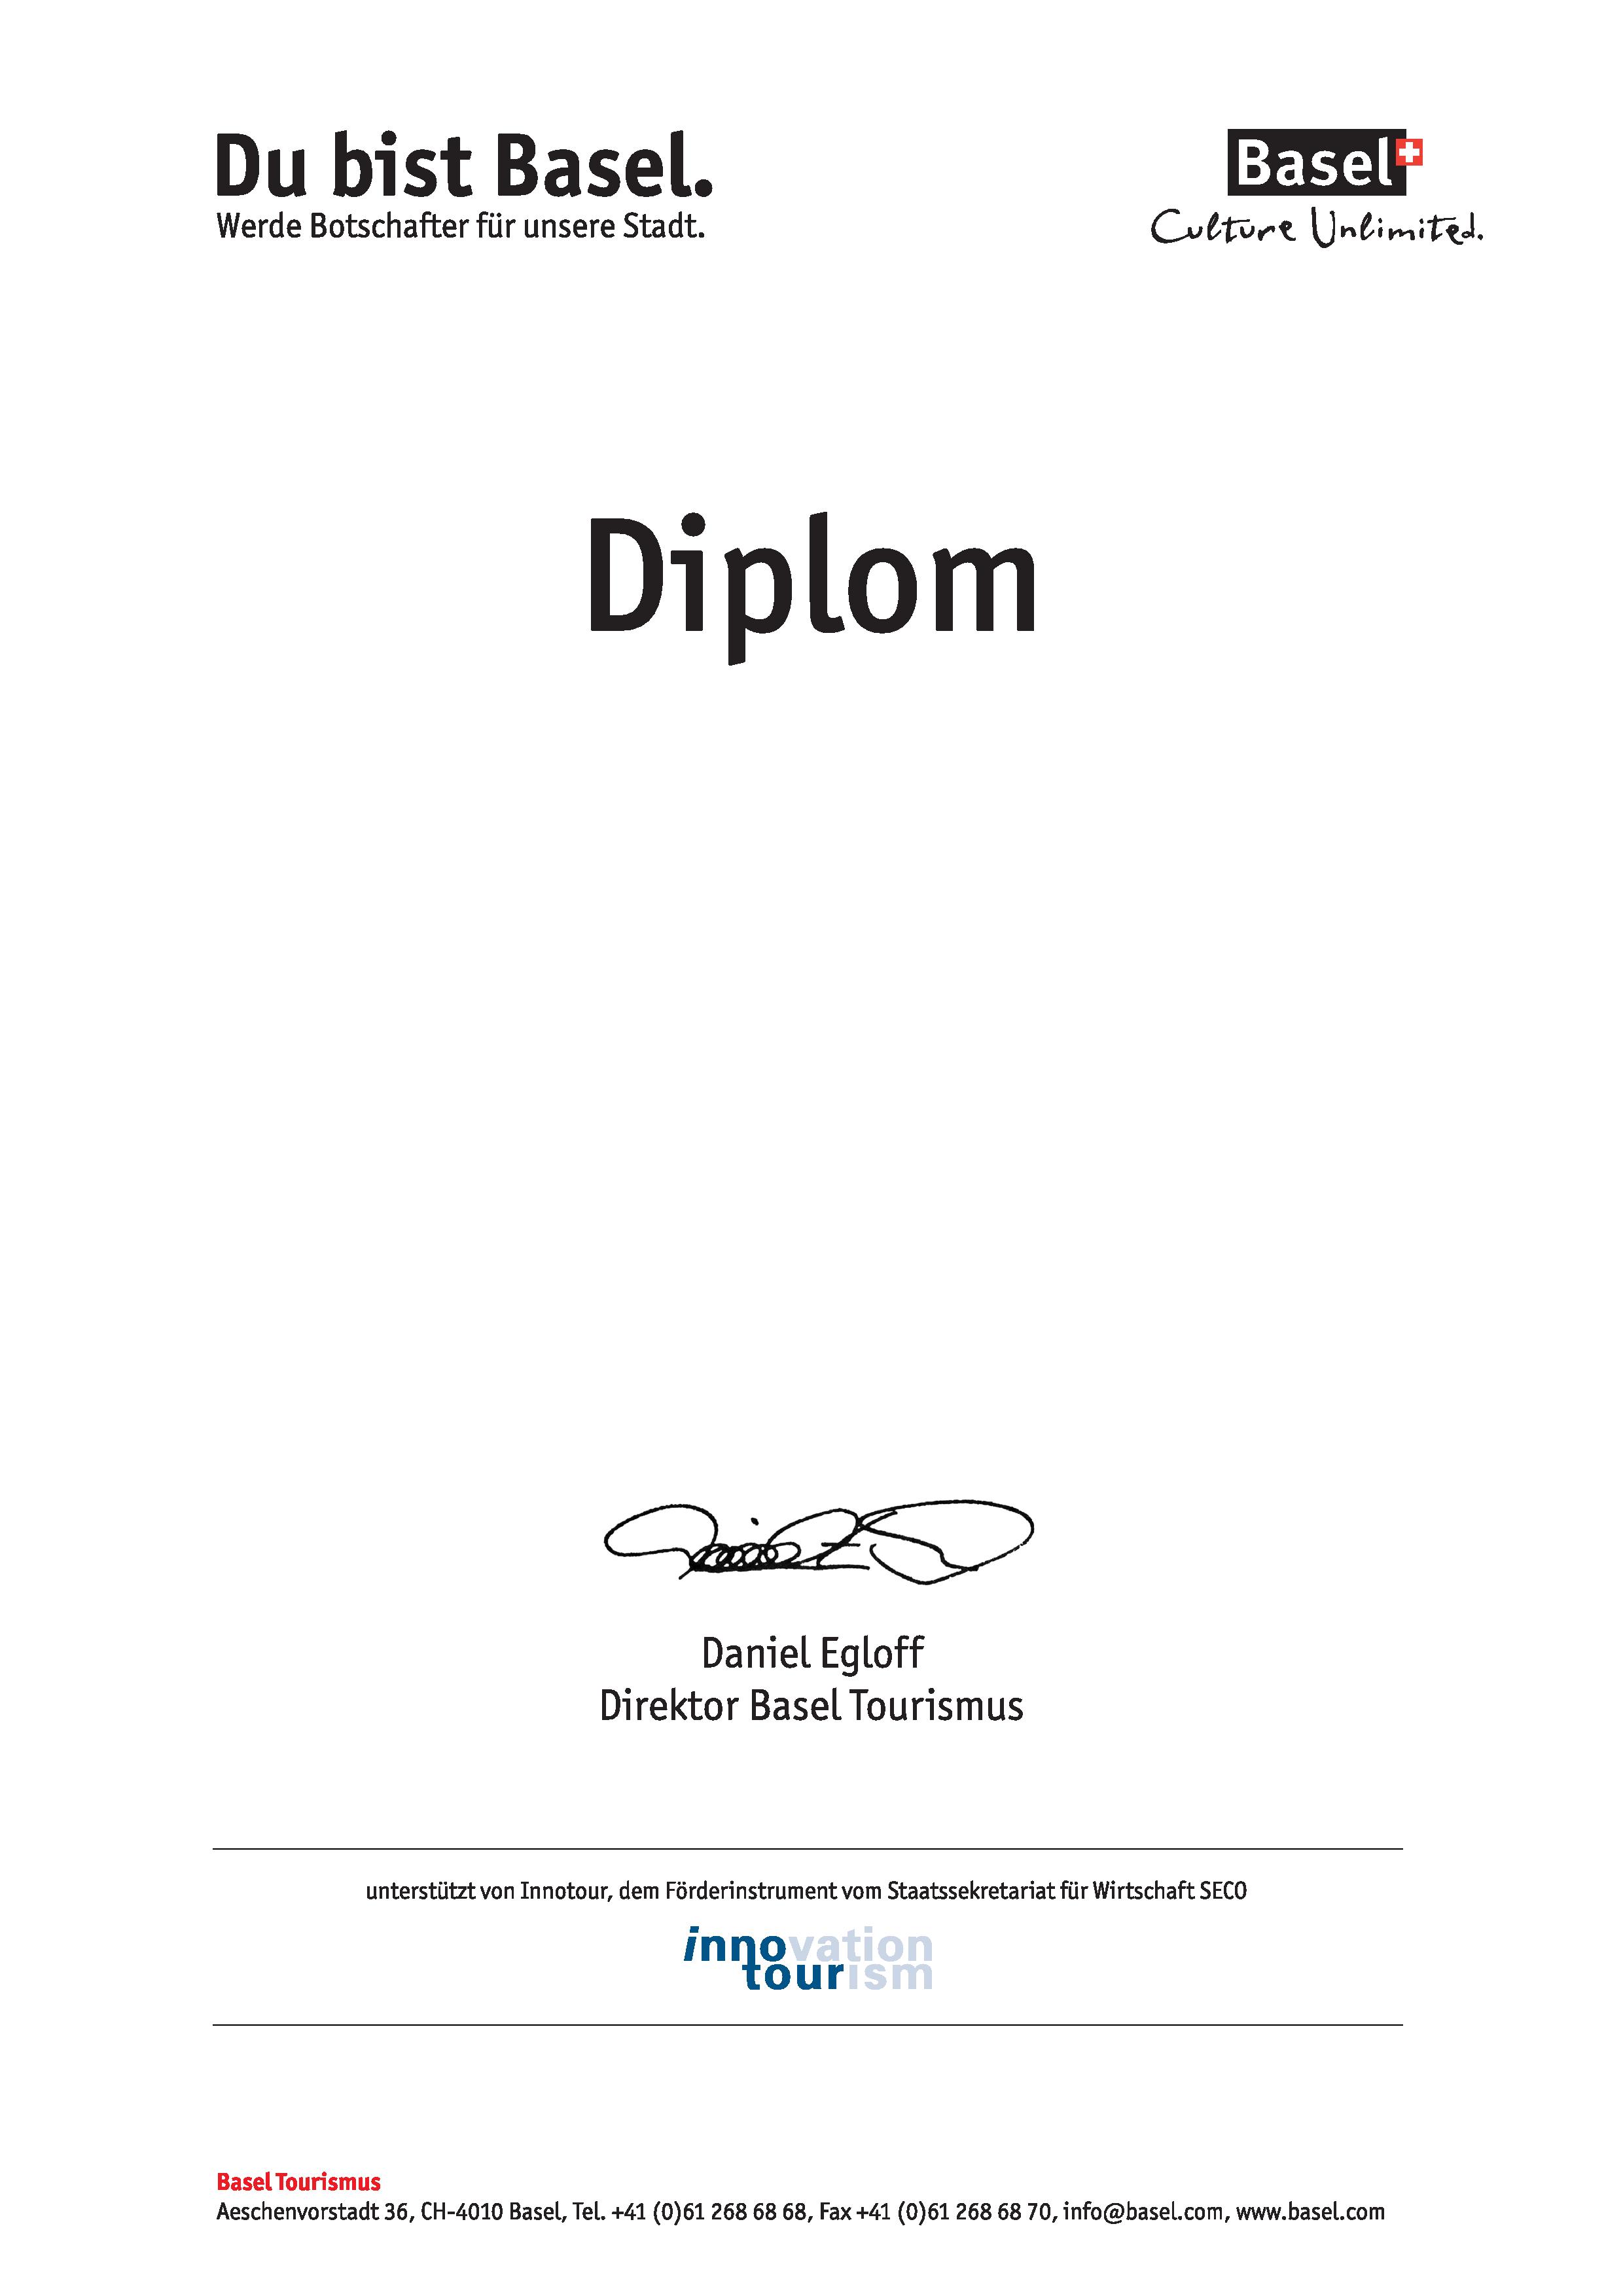 Du bist Basel.
Werde Botschafter für unsere Stadt.
Basel
Culture Unlimited.
Diplom
Daniel Egloff
Direktor Basel Tourismus
unterstützt von Innotour, dem Förderinstrument vom Staatssekretariat für Wirtschaft SECO
innovation
tourism
Basel Tourismus
Aeschenvorstadt 36, CH-4010 Basel, Tel. +41 (0)61 268 68 68, Fax +41 (0)61 268 68 70, info@basel.com, www.basel.com